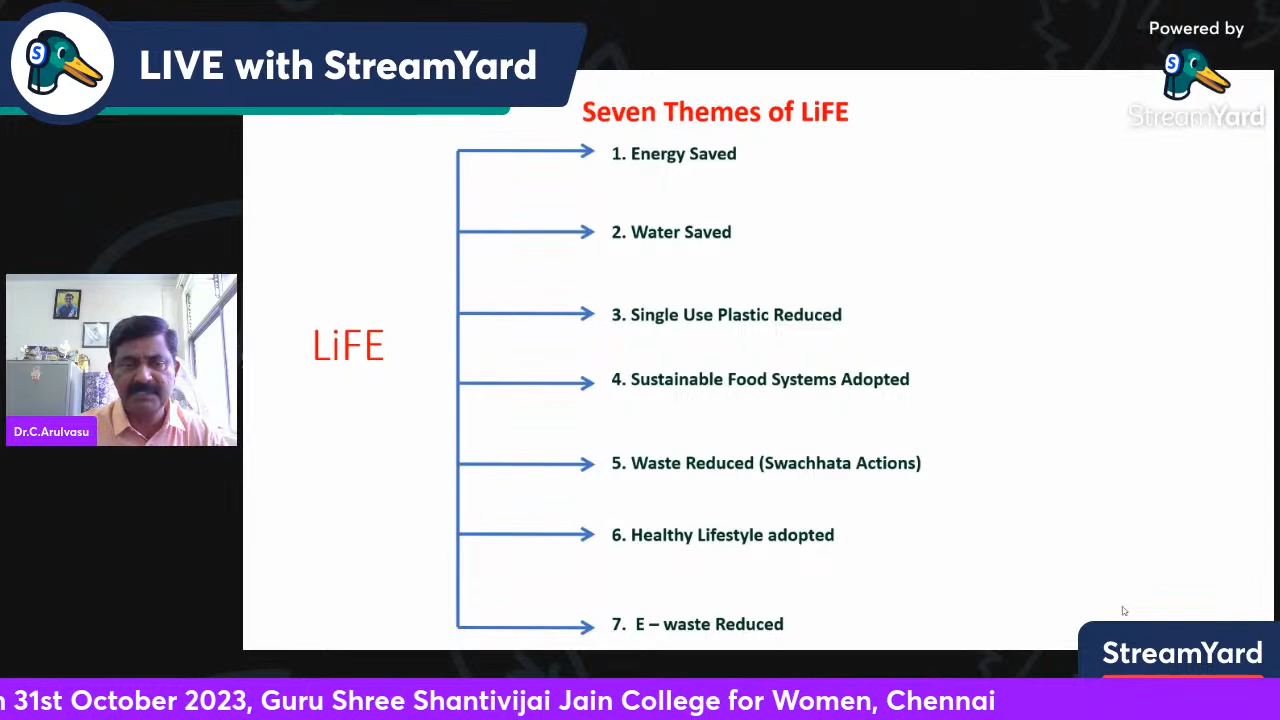 S
LIVE with StreamYard
Powered by
S
StreamYard
Seven Themes of LiFE
LiFE
1. Energy Saved
2. Water Saved
3. Single Use Plastic Reduced
4. Sustainable Food Systems Adopted
5. Waste Reduced (Swachhata Actions)
6. Healthy Lifestyle adopted
7. E – waste Reduced
Dr.C.Arulvasu
StreamYard
31st October 2023, Guru Shree Shantivijai Jain College for Women, Chennai